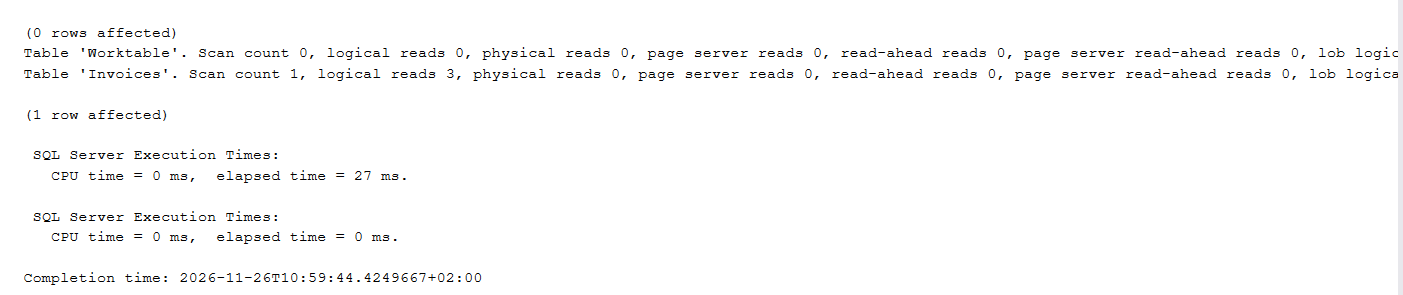 (0 rows affected)
Table 'Worktable'. Scan count 0, logical reads 0, physical reads 0, page server reads 0, read-ahead reads 0, page server read-ahead reads 0, lob logic
Table 'Invoices'. Scan count 1, logical reads 3, physical reads 0, page server reads 0, read-ahead reads 0, page server read-ahead reads 0, lob logica
(1 row affected)
SQL Server Execution Times:
CPU time = 0 ms, elapsed time = 27 ms.
SQL Server Execution Times:
CPU time = 0 ms, elapsed time = 0 ms.
Completion time: 2026-11-26T10:59:44.4249667+02:00